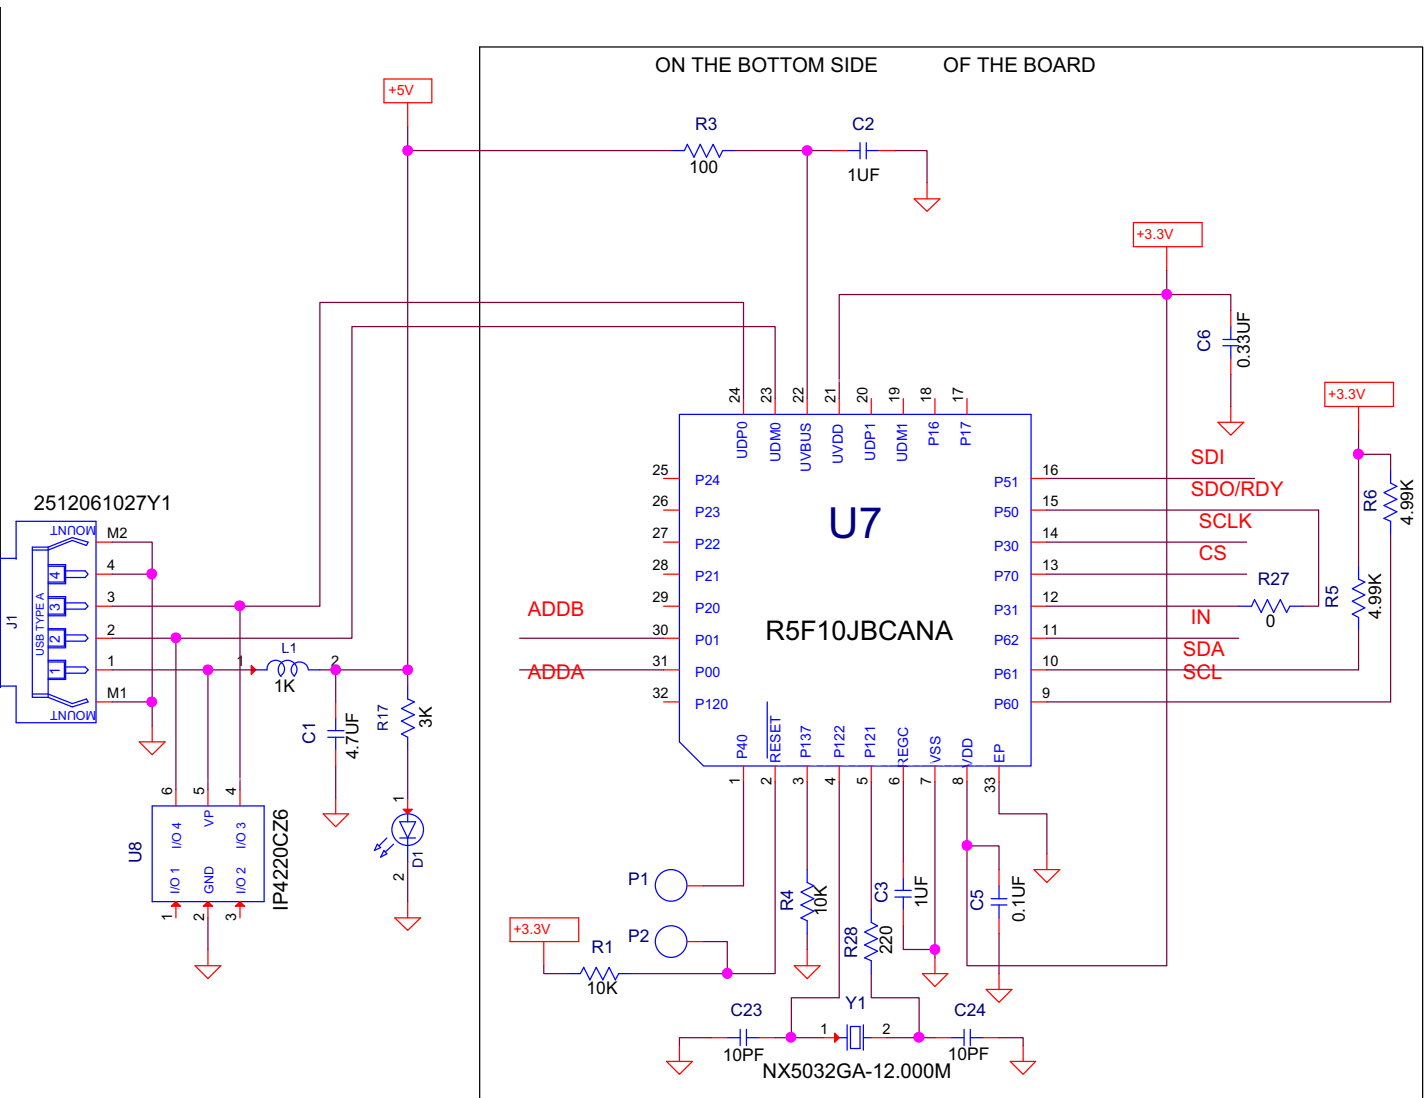 ON THE BOTTOM SIDE OF THE BOARD
+5V
R3
100
C2
1UF
+3.3V
C6
0.33UF
+3.3V
24
23
22
21
20
19
18
17
UDP0
UDM0
UVBUS
UVDD
UDP1
UDM1
P16
P17
25
P24
26
P23
27
P22
28
P21
29
P20
ADDB
30
P01
ADDA
31
P00
32
P120
U7
R5F10JBCANA
P51
16
SDI
P50
15
SDO/RDY
P30
14
SCLK
P70
13
CS
P31
12
R27
0
P62
11
IN
P61
10
SDA
P60
9
SCL
R6
4.99K
R5
4.99K
2512061027Y1
MOUNT
M2
4
4
3
3
2
2
1
1
MOUNT
M1
J1
USB TYPE A
1
L1
2
1K
C1
4.7UF
R17
3K
1
D1
2
6
5
4
I/O 4
VP
I/O 3
U8
IP4220CZ6
I/O 1
GND
I/O 2
1
2
3
P40
RESET
P137
P122
P121
REGC
VSS
VDD
EP
1
2
3
4
5
6
7
8
33
P1
P2
+3.3V
R1
10K
R4
10K
R28
220
C3
1UF
C5
0.1UF
C23
10PF
1
Y1
2
C24
10PF
NX5032GA-12.000M